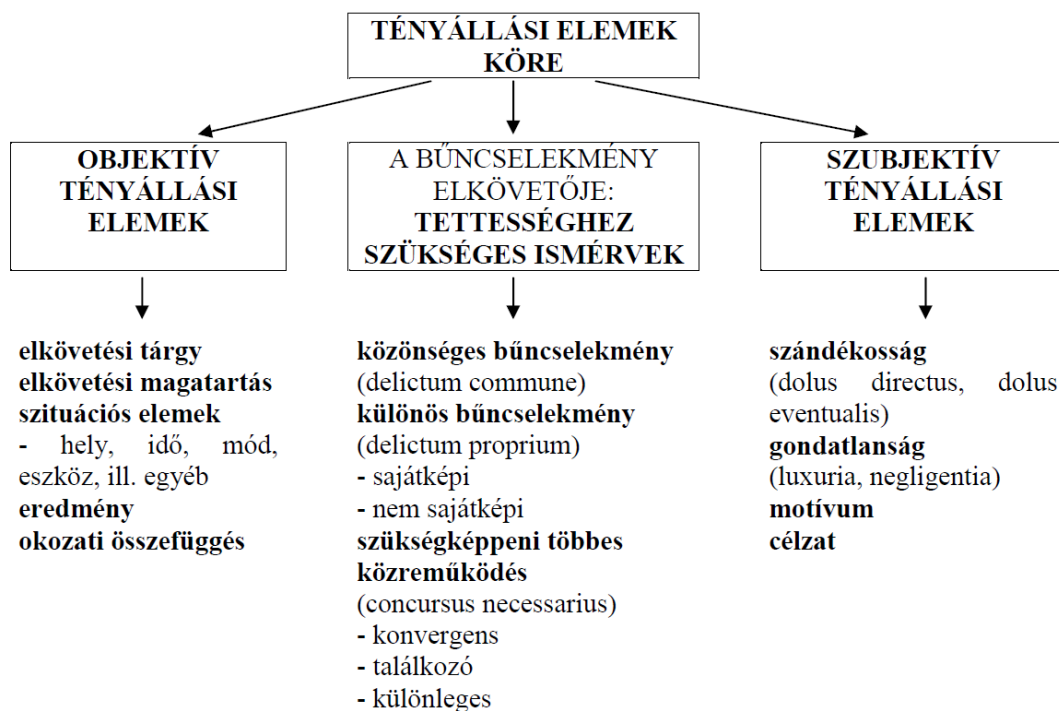 TÉNYÁLLÁSI ELEMEK
KÖRE
OBJEKTÍV
TÉNYÁLLÁSI
ELEMEK
A BŰNCSELEKMÉNY
ELKÖVETŐJE:
TETTESSÉGHEZ
SZÜKSÉGES ISMÉRVEK
SZUBJEKTÍV
TÉNYÁLLÁSI
ELEMEK
elkövetési tárgy
elkövetési magatartás
szituációs elemek
- hely, idő, mód,
eszköz, ill. egyéb
eredmény
okozati összefüggés
közönséges bűncselekmény
(delictum commune)
különös bűncselekmény
(delictum proprium)
- sajátképi
- nem sajátképi
szükségképpeni többes
közreműködés
(concursus necessarius)
- konvergens
- találkozó
- különleges
szándékosság
(dolus directus, dolus
eventualis)
gondatlanság
(luxuria, negligentia)
motívum
célzat